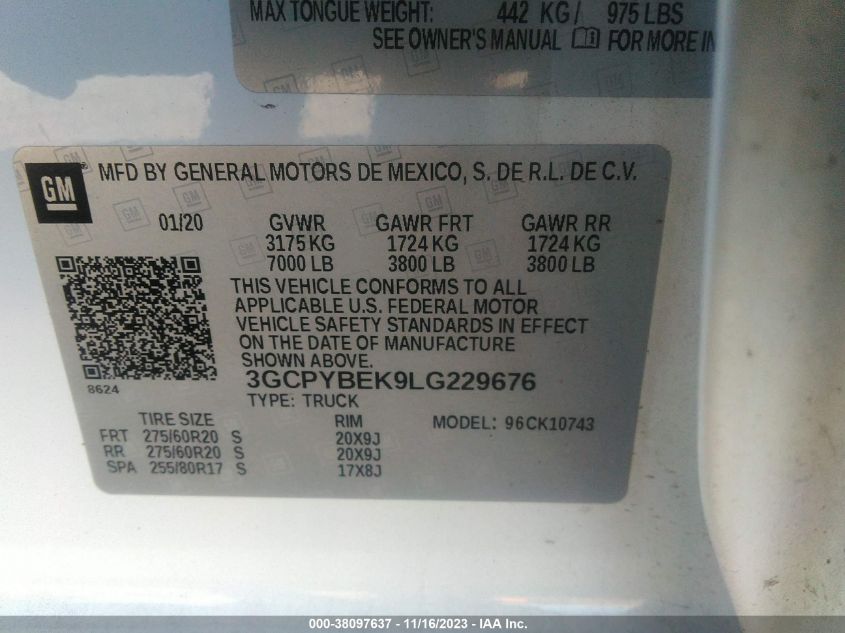 MAX TONGUE WEIGHT: 442 KG / 975 LBS
SEE OWNER'S MANUAL FOR MORE IN
GM MFD BY GENERAL MOTORS DE MEXICO, S. DE R.L. DE C.V.
01/20 GVWR GAWR FRT GAWR RR
3175 KG 1724 KG 1724 KG
7000 LB 3800 LB 3800 LB
THIS VEHICLE CONFORMS TO ALL
APPLICABLE U.S. FEDERAL MOTOR
VEHICLE SAFETY STANDARDS IN EFFECT
ON THE DATE OF MANUFACTURE
SHOWN ABOVE.
8624
3GCPYBEK9LG229676
TYPE: TRUCK
TIRE SIZE RIM MODEL: 96CK10743
FRT 275/60R20 S 20X9J
RR 275/60R20 S 20X9J
SPA 255/80R17 S 17X8J
000-38097637 - 11/16/2023 - IAA Inc.